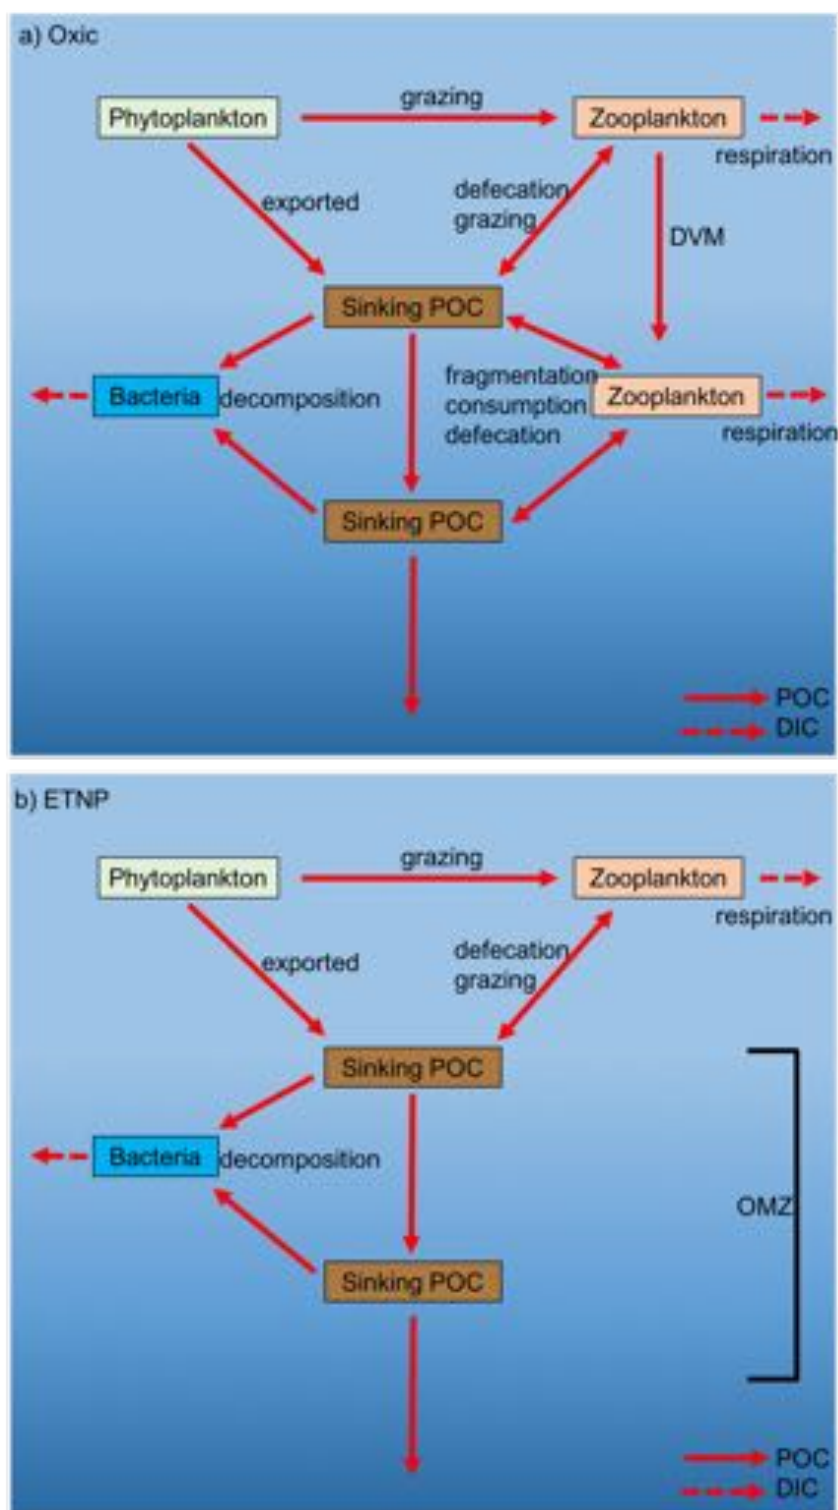 a) Oxic
Phytoplankton
grazing
Zooplankton
respiration
exported
defecation
grazing
DVM
Sinking POC
Bacteria
decomposition
fragmentation
consumption
defecation
Zooplankton
respiration
Sinking POC
POC
DIC
b) ETNP
Phytoplankton
grazing
Zooplankton
respiration
exported
defecation
grazing
Sinking POC
Bacteria
decomposition
OMZ
Sinking POC
POC
DIC